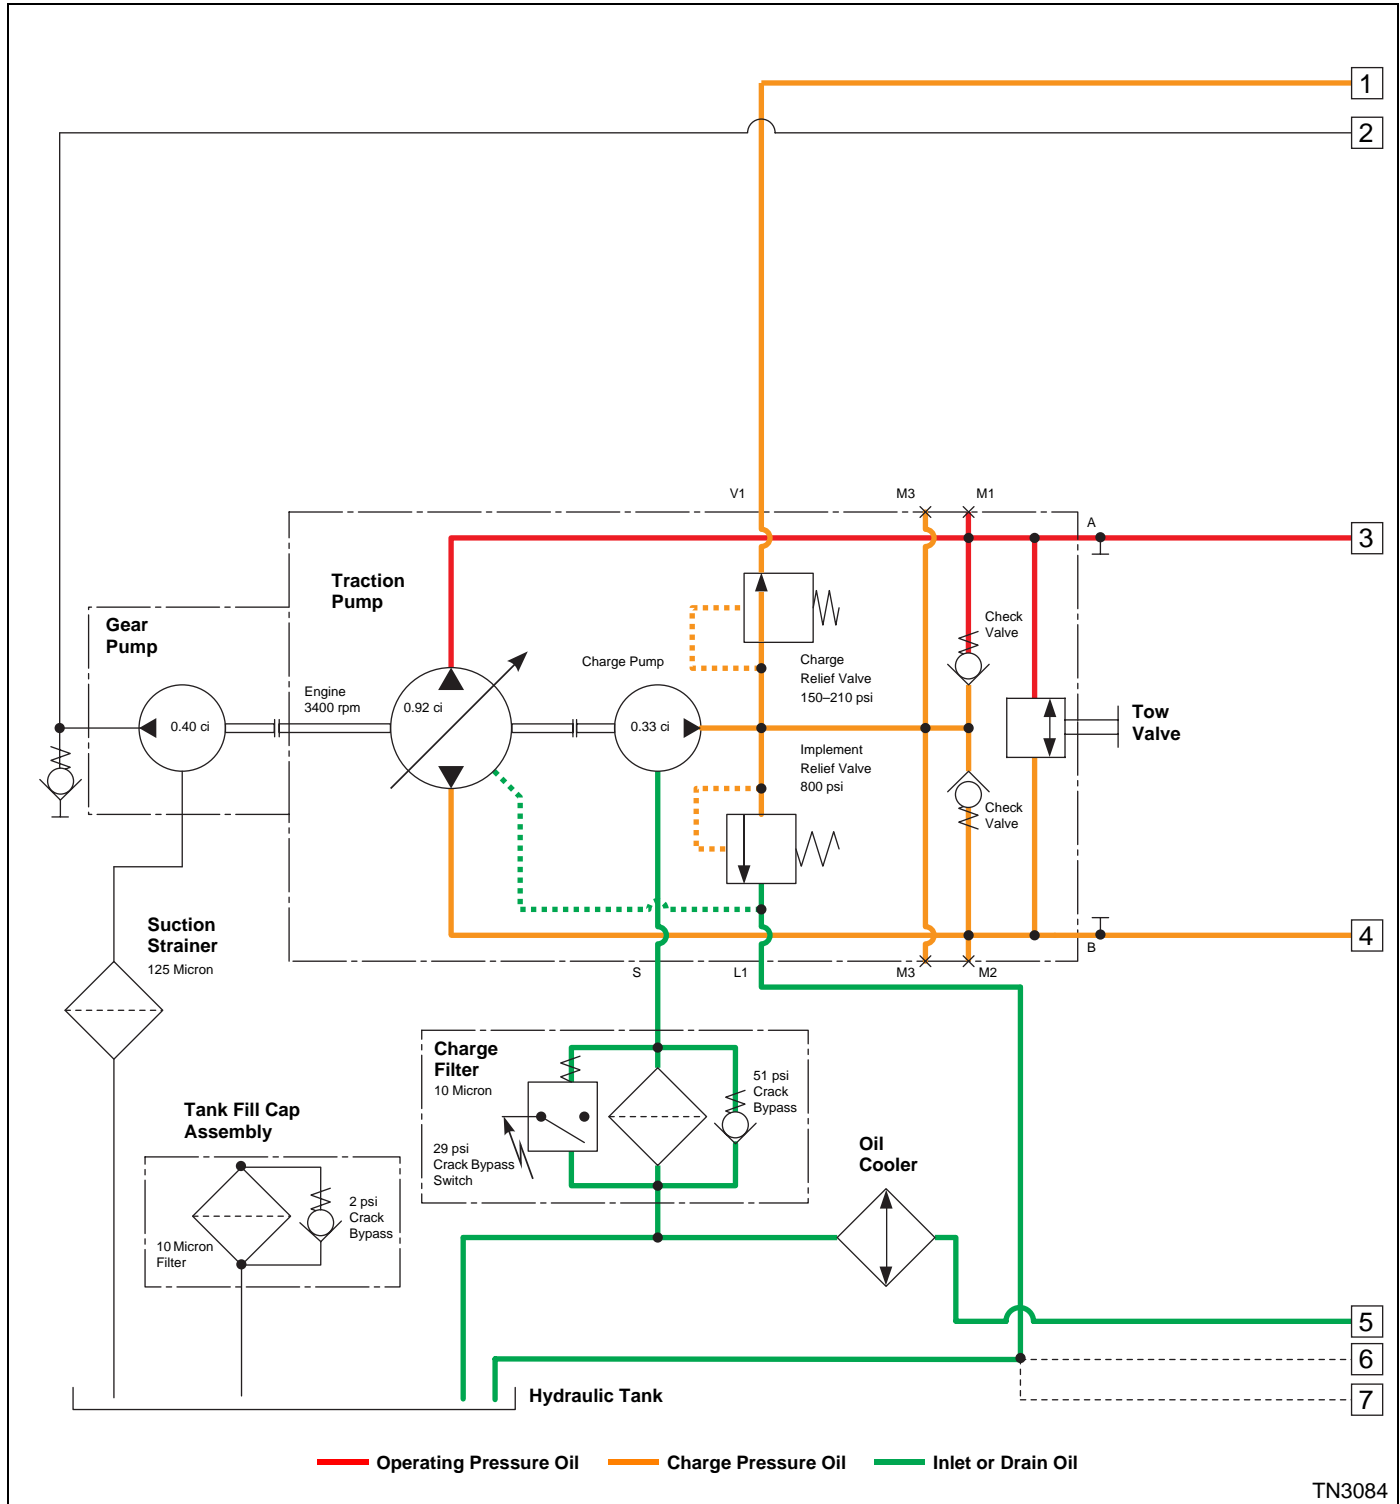 1
2
V1
M3
M1
A
3
Traction
Pump
Gear
Pump
Check
Valve
Charge Pump
Charge
Relief Valve
150–210 psi
Engine
3400 rpm
0.40 ci
0.92 ci
0.33 ci
Tow
Valve
Implement
Relief Valve
800 psi
Check
Valve
Suction
Strainer
125 Micron
4
B
S
L1
M3
M2
Charge
Filter
10 Micron
51 psi
Crack
Bypass
29 psi
Crack Bypass
Switch
Tank Fill Cap
Assembly
Oil
Cooler
2 psi
Crack
Bypass
10 Micron
Filter
5
6
7
Hydraulic Tank
Operating Pressure Oil
Charge Pressure Oil
Inlet or Drain Oil
TN3084